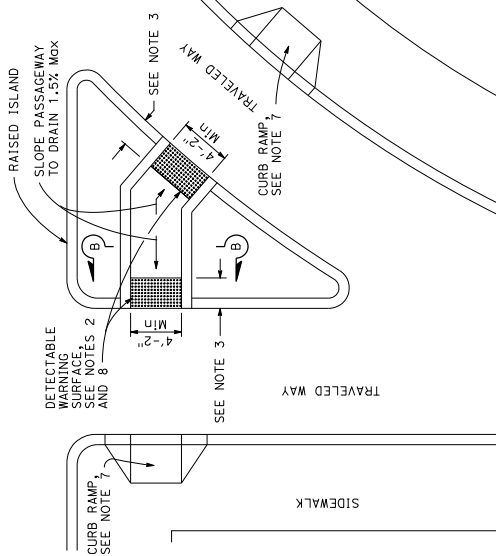 RAISED ISLAND
SLOPE PASSAGEWAY
TO DRAIN 1.5% Max
SEE NOTE 3
TRAVELED WAY
4'-2"
Min
CURB RAMP,
SEE NOTE 7
B
B
DETECTABLE
WARNING
SURFACE,
SEE NOTES 2
AND 8
4'-2"
Min
SEE NOTE 3
TRAVELED WAY
CURB RAMP,
SEE NOTE 7
SIDEWALK